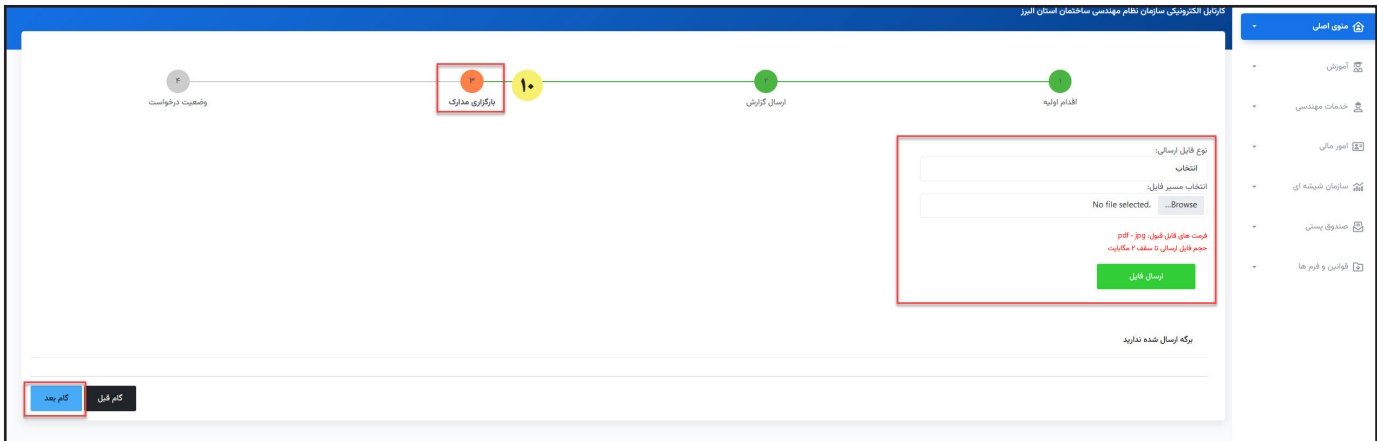 کارتابل الکترونیکی سازمان نظام مهندسی ساختمان استان البرز
منوی اصلی
آموزش
خدمات مهندسی
امور مالی
سازمان شیشه ای
صندوق پستی
قوانین و فرم ها
۱
اقدام اولیه
۲
ارسال گزارش
۱۰
۳
بارگزاری مدارک
۴
وضعیت درخواست
نوع فایل ارسالی:
انتخاب
انتخاب مسیر فایل:
Browse... No file selected.
فرمت های قابل قبول: pdf - jpg
حجم فایل ارسالی تا سقف ۲ مگابایت
ارسال فایل
برگه ارسال شده ندارید
گام قبل
گام بعد